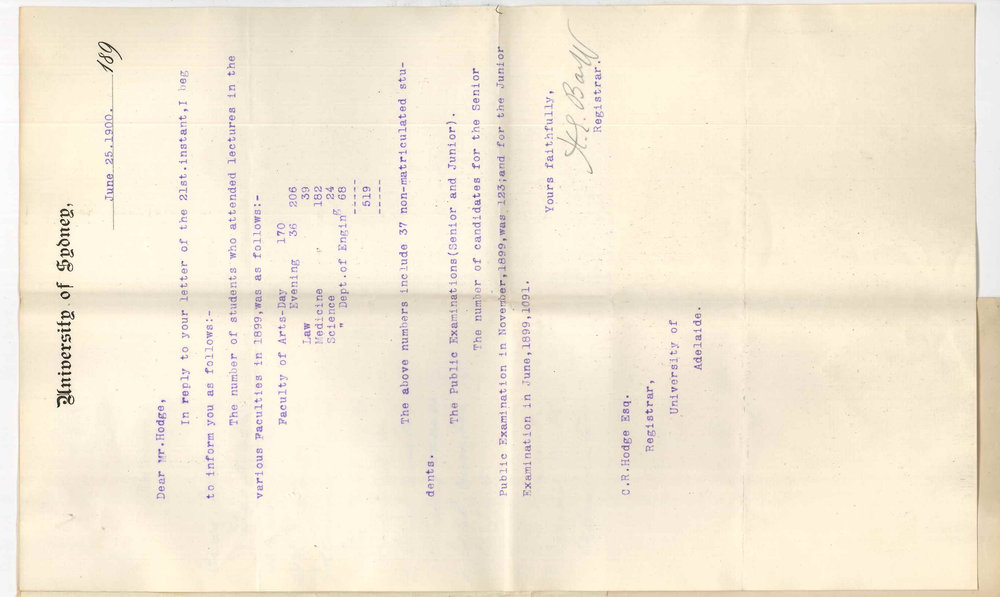 University of Sydney,
June 25.1900. 189
Dear Mr.Hodge,
In reply to your letter of the 21st.instant,I beg
to inform you as follows:-
The number of students who attended lectures in the
various Faculties in 1899,was as follows:-
Faculty of Arts-Day 170
Evening 36 206
Law 39
Medicine 182
Science 24
" Dept.of Enging 68
-----
519
-----
The above numbers include 37 non-matriculated stu-
dents.
The Public Examinations(Senior and Junior).
The number of candidates for the Senior
Public Examination in November,1899,was 123;and for the Junior
Examination in June,1899,1091.
Yours faithfully,
H.E. Barff
Registrar.
C.R.Hodge Esq.
Registrar,
University of
Adelaide.